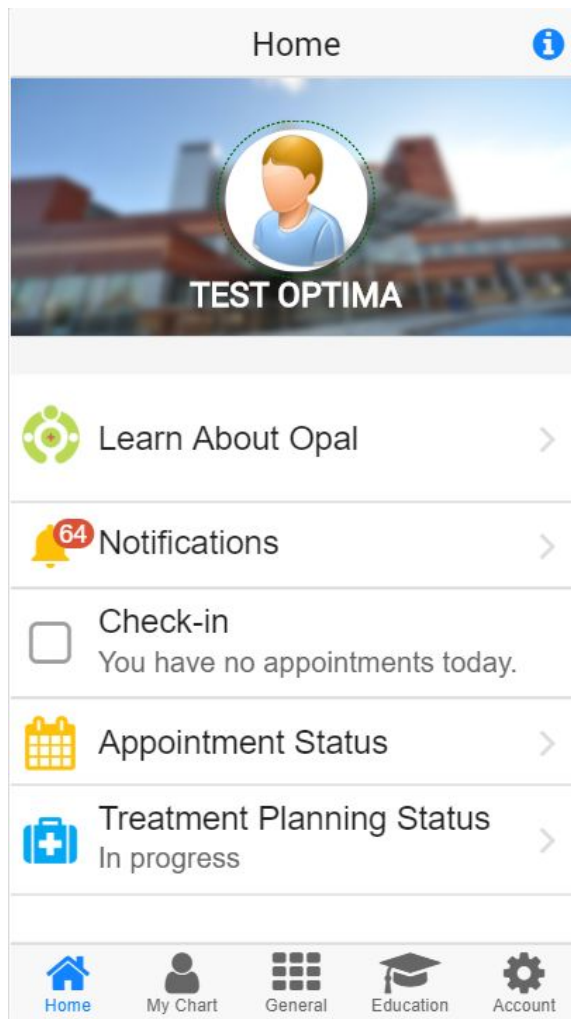 Home
TEST OPTIMA
Learn About Opal
64
Notifications
Check-in
You have no appointments today.
Appointment Status
Treatment Planning Status
In progress
Home
My Chart
General
Education
Account